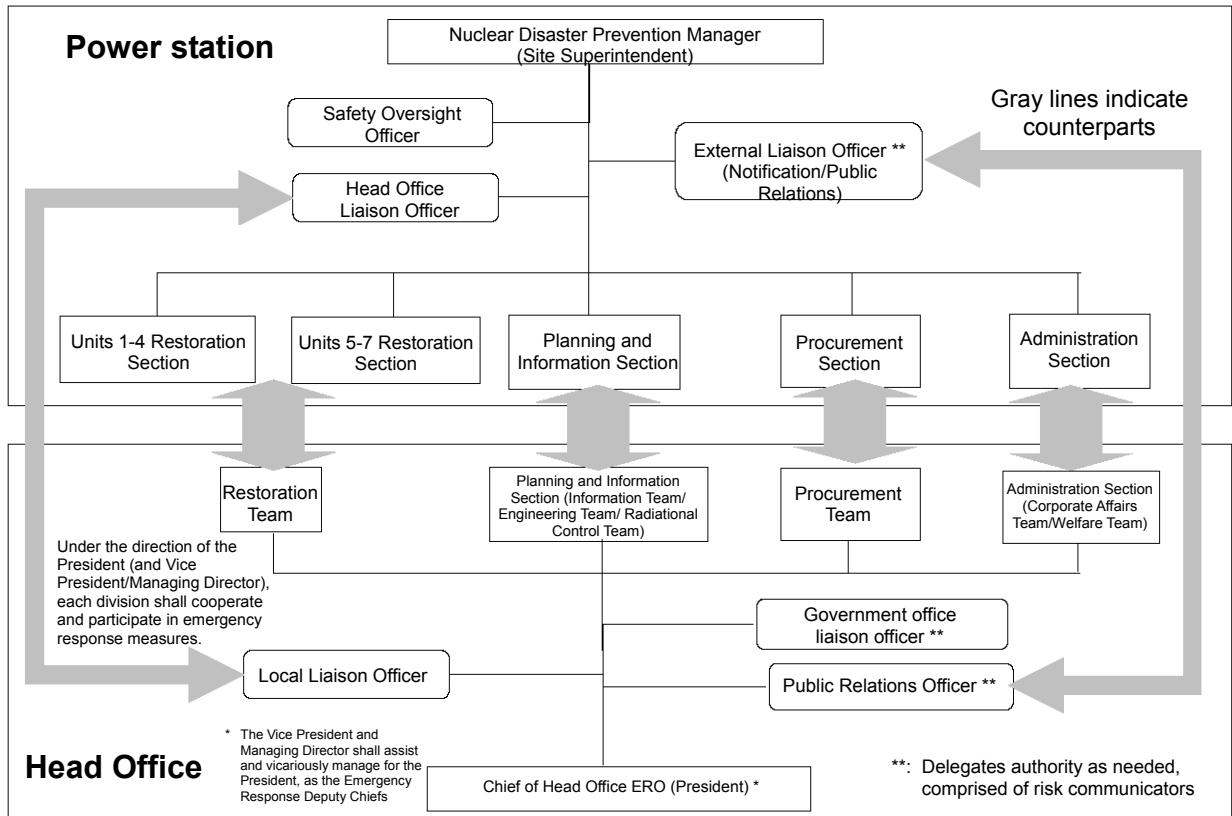 Power station
Nuclear Disaster Prevention Manager
(Site Superintendent)
Safety Oversight
Officer
Gray lines indicate
counterparts
External Liaison Officer **
(Notification/Public
Relations)
Head Office
Liaison Officer
Units 1-4 Restoration
Section
Units 5-7 Restoration
Section
Planning and
Information Section
Procurement
Section
Administration
Section
Restoration
Team
Planning and Information
Section (Information Team/
Engineering Team/ Radiational
Control Team)
Procurement
Team
Administration Section
(Corporate Affairs
Team/Welfare Team)
Under the direction of the
President (and Vice
President/Managing Director),
each division shall cooperate
and participate in emergency
response measures.
Government office
liaison officer **
Local Liaison Officer
Public Relations Officer **
Head Office
* The Vice President and
Managing Director shall assist
and vicariously manage for the
President, as the Emergency
Response Deputy Chiefs
Chief of Head Office ERO (President) *
**: Delegates authority as needed,
comprised of risk communicators